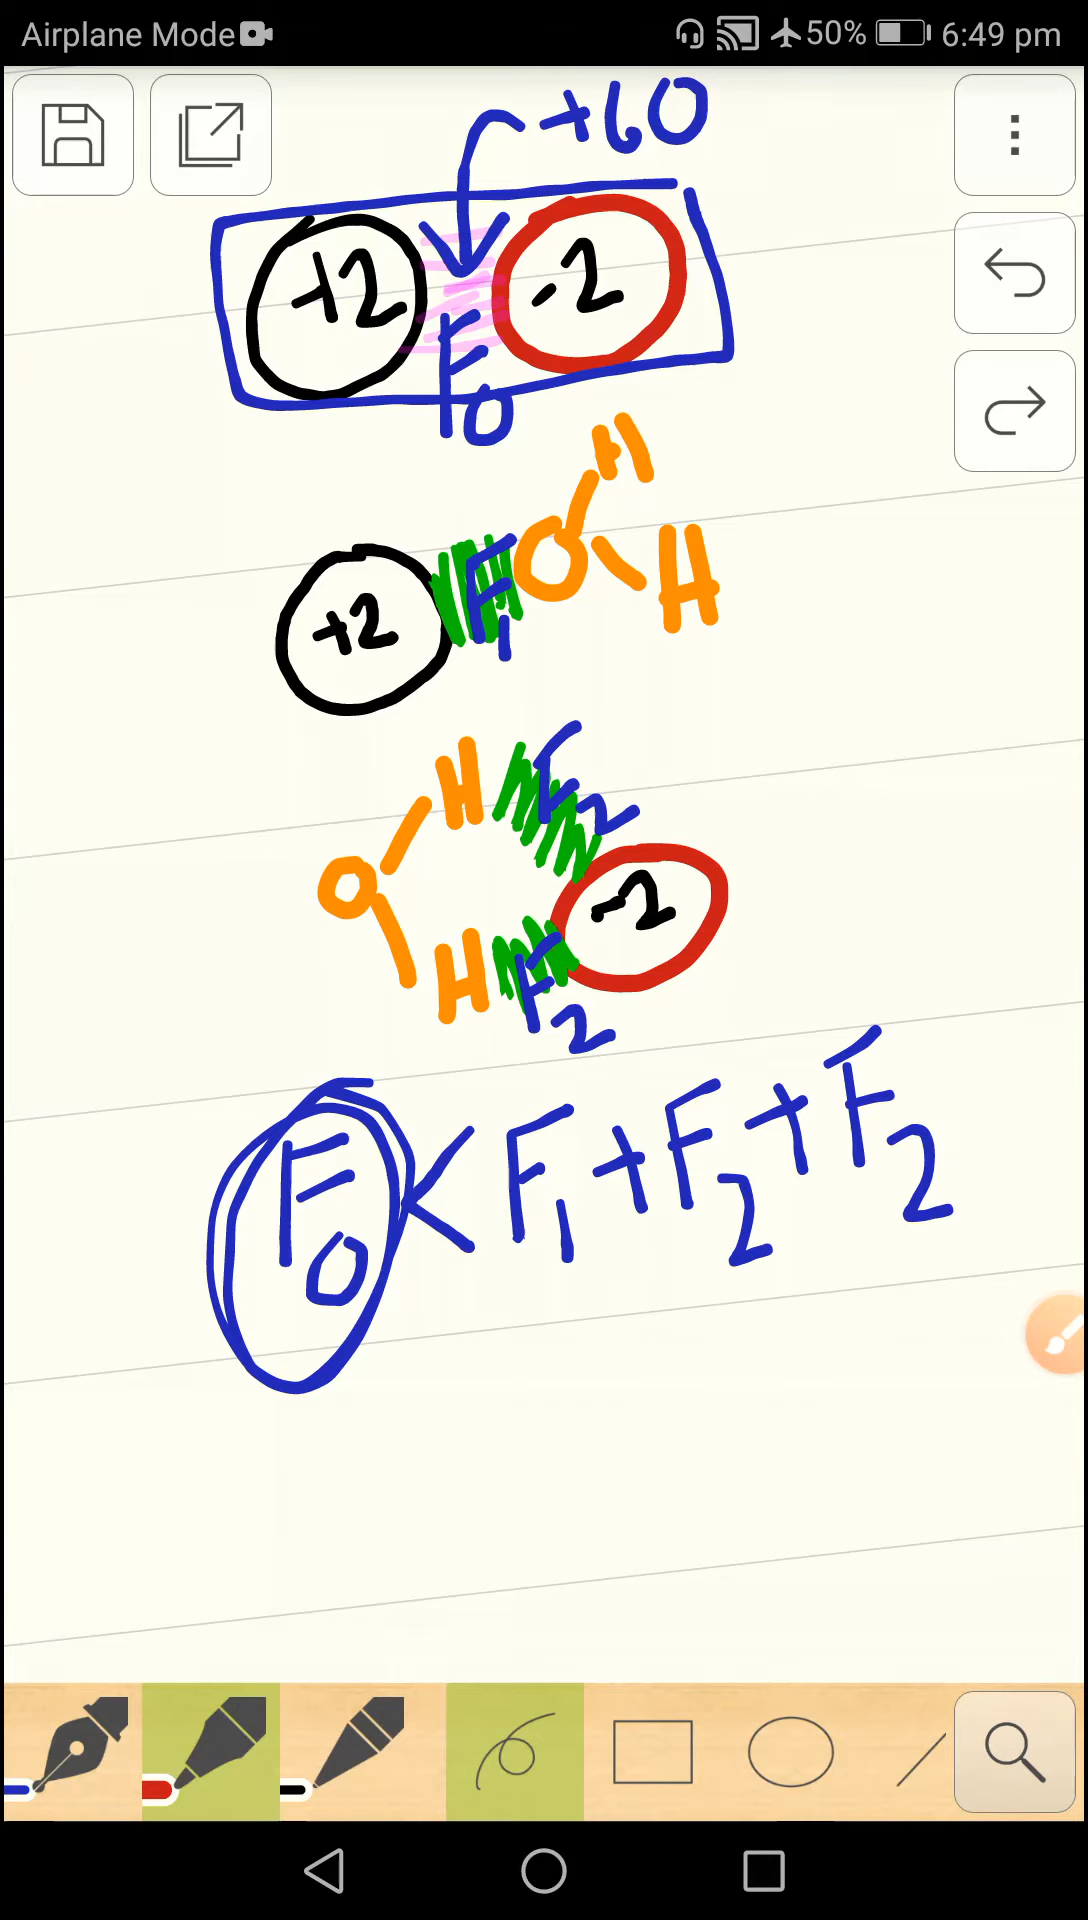 Airplane Mode 50% 6:49 pm
+60
+2 -2
F0
+2 F1 O H
H
H F2
O -2
H F2
F0 < F1 + F2 + F2